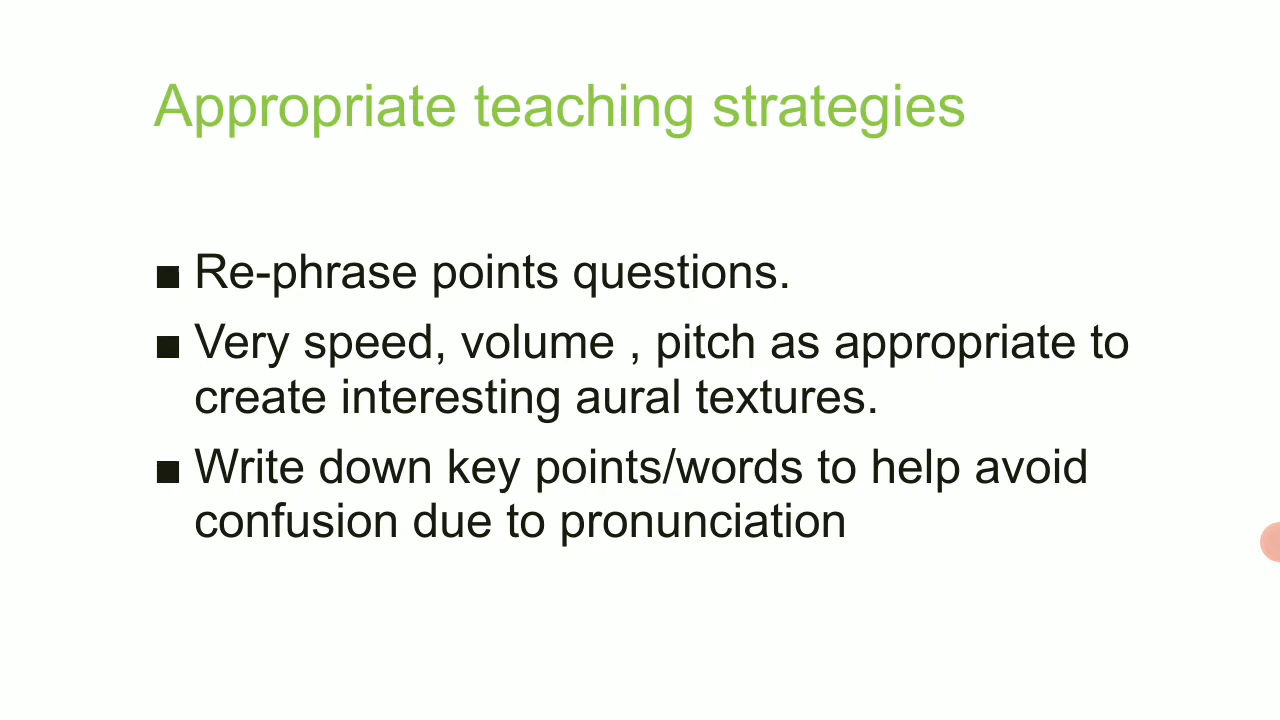 Appropriate teaching strategies
■ Re-phrase points questions.
■ Very speed, volume , pitch as appropriate to
create interesting aural textures.
■ Write down key points/words to help avoid
confusion due to pronunciation